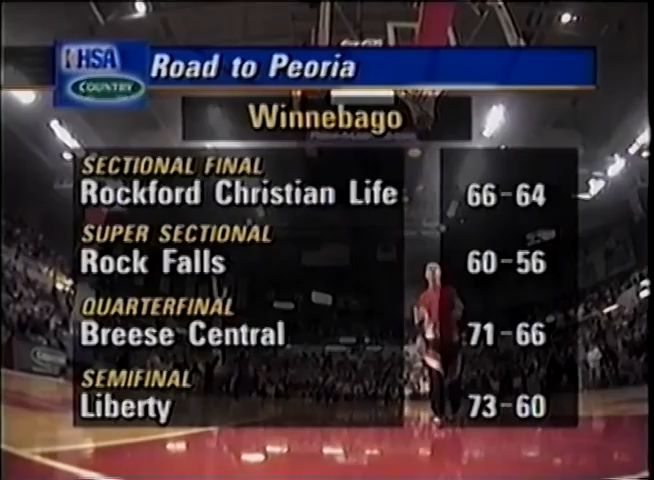 IHSA
COUNTRY
Road to Peoria
Winnebago
SECTIONAL FINAL
Rockford Christian Life 66-64
SUPER SECTIONAL
Rock Falls 60-56
QUARTERFINAL
Breese Central 71-66
SEMIFINAL
Liberty 73-60